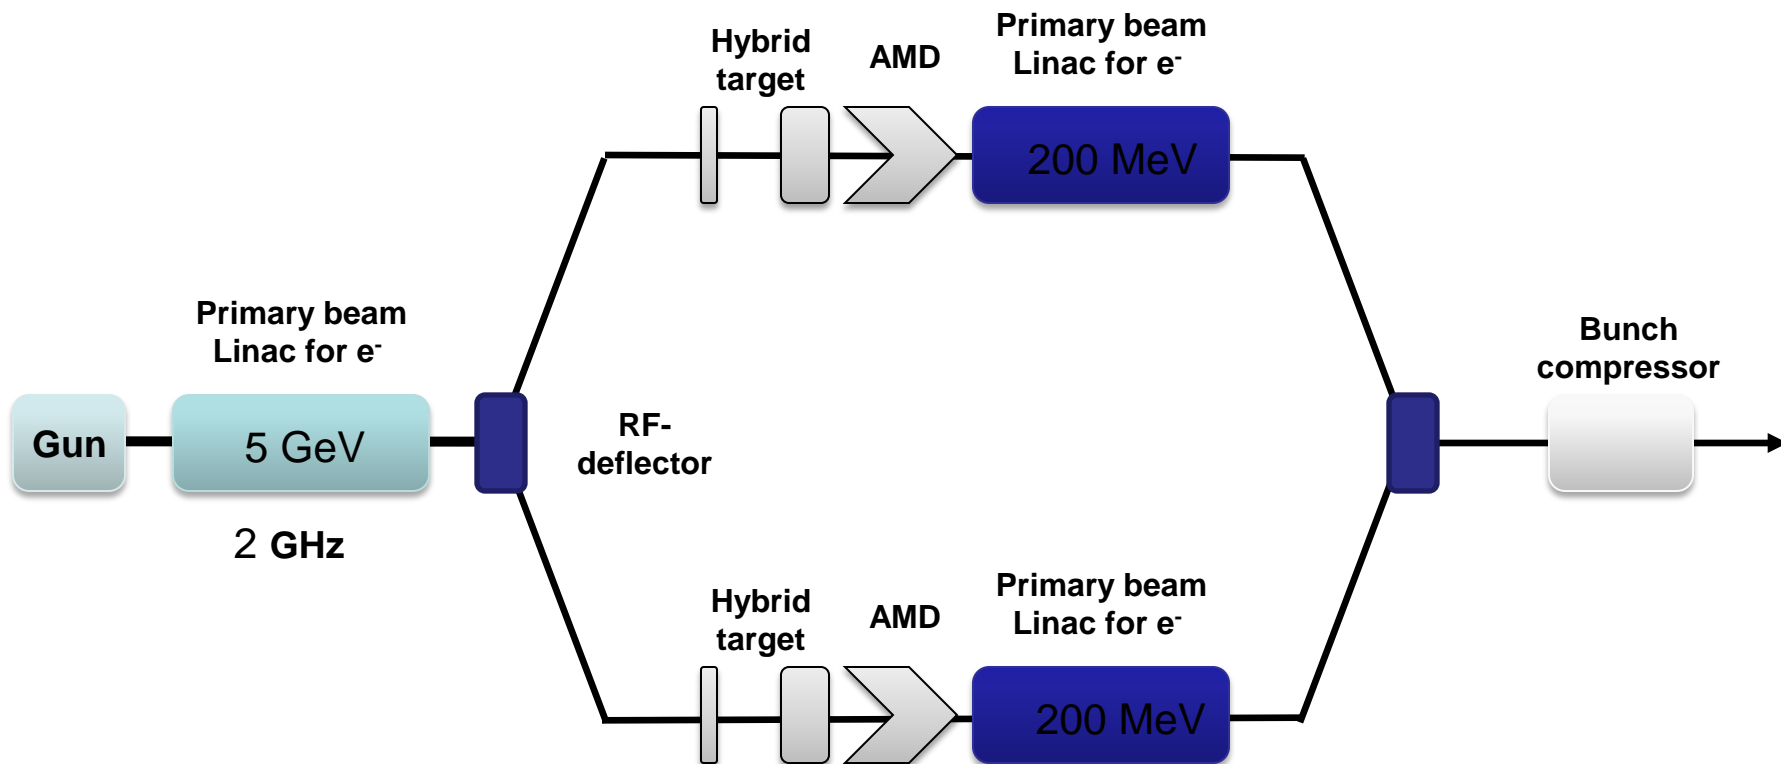 Hybrid
target
AMD
Primary beam
Linac for e-
200 MeV
Primary beam
Linac for e-
Gun
5 GeV
2 GHz
RF-
deflector
Bunch
compressor
Hybrid
target
AMD
Primary beam
Linac for e-
200 MeV